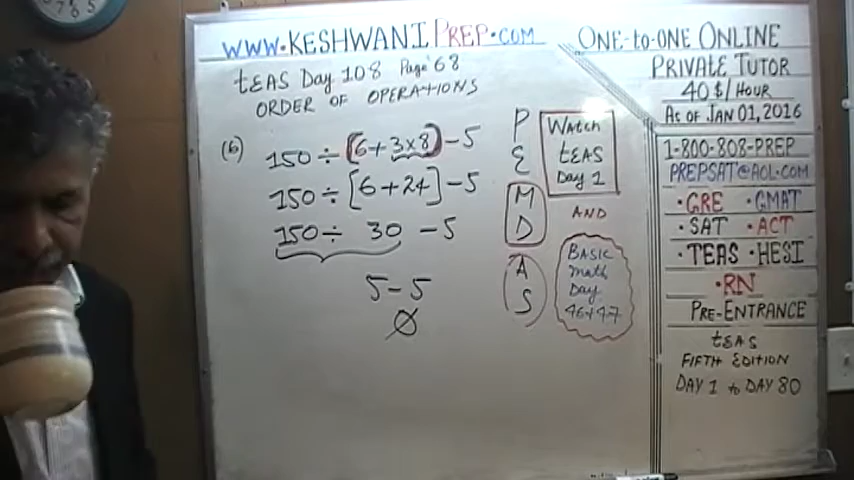 WWW.KESHWANIPREP.COM
TEAS Day 108 Page 68
ORDER OF OPERATIONS
(6) 150 ÷ (6 + 3 x 8) - 5
150 ÷ [6 + 24] - 5
150 ÷ 30 - 5
5 - 5
Ø
P
E
M
D
A
S
WATCH
TEAS
Day 1
AND
BASIC
Math
Day
46+47
ONE-to-ONE ONLINE
PRIVATE TUTOR
40 $/HOUR
AS OF JAN 01, 2016
1-800-808-PREP
PREPSAT@AOL.COM
•GRE •GMAT
•SAT •ACT
•TEAS •HESI
•RN
PRE-ENTRANCE
TEAS
FIFTH EDITION
DAY 1 to DAY 80